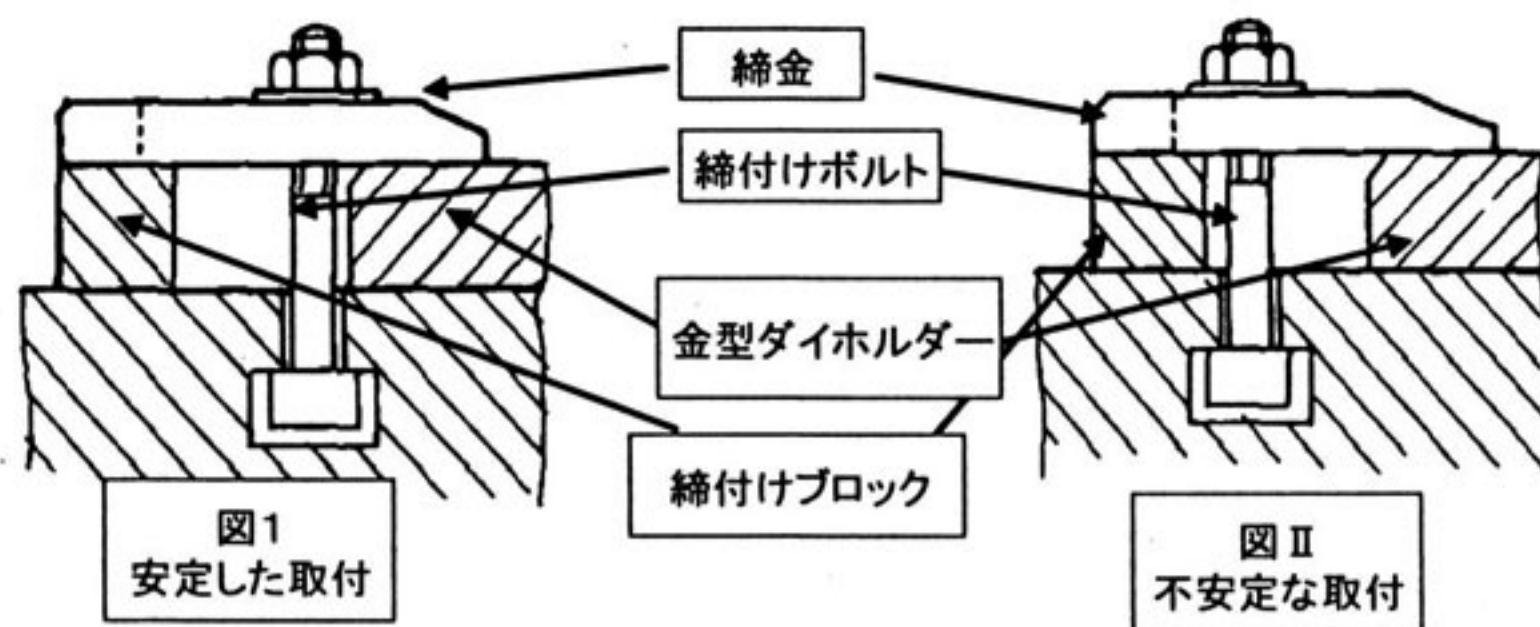 締金
締付けボルト
金型ダイホルダー
締付けブロック
図1
安定した取付
図Ⅱ
不安定な取付